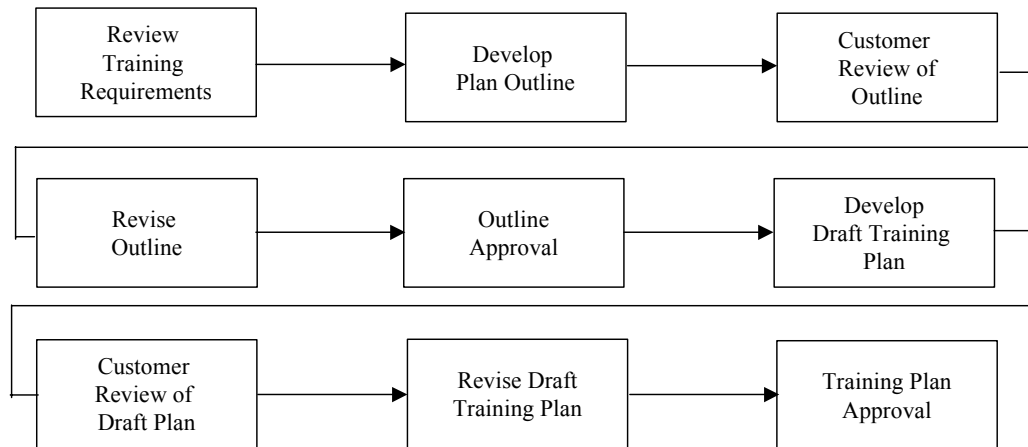 Review
Training
Requirements
Develop
Plan Outline
Customer
Review of
Outline
Revise
Outline
Outline
Approval
Develop
Draft Training
Plan
Customer
Review of
Draft Plan
Revise Draft
Training Plan
Training Plan
Approval